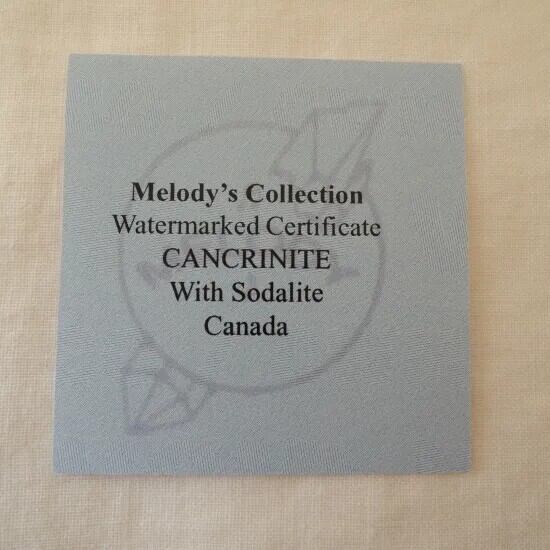 Melody's Collection
Watermarked Certificate
CANCRINITE
With Sodalite
Canada